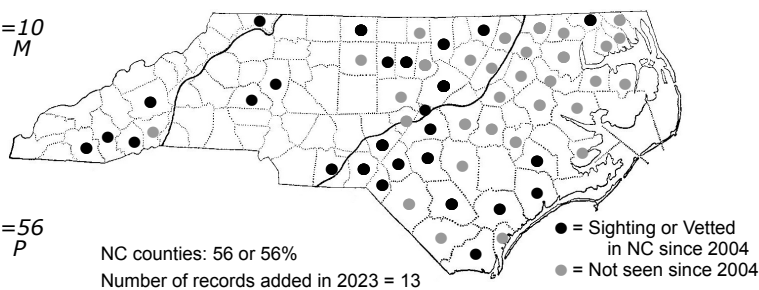 =10
M
=56
P
NC counties: 56 or 56%
Number of records added in 2023 = 13
● = Sighting or Vetted
in NC since 2004
● = Not seen since 2004